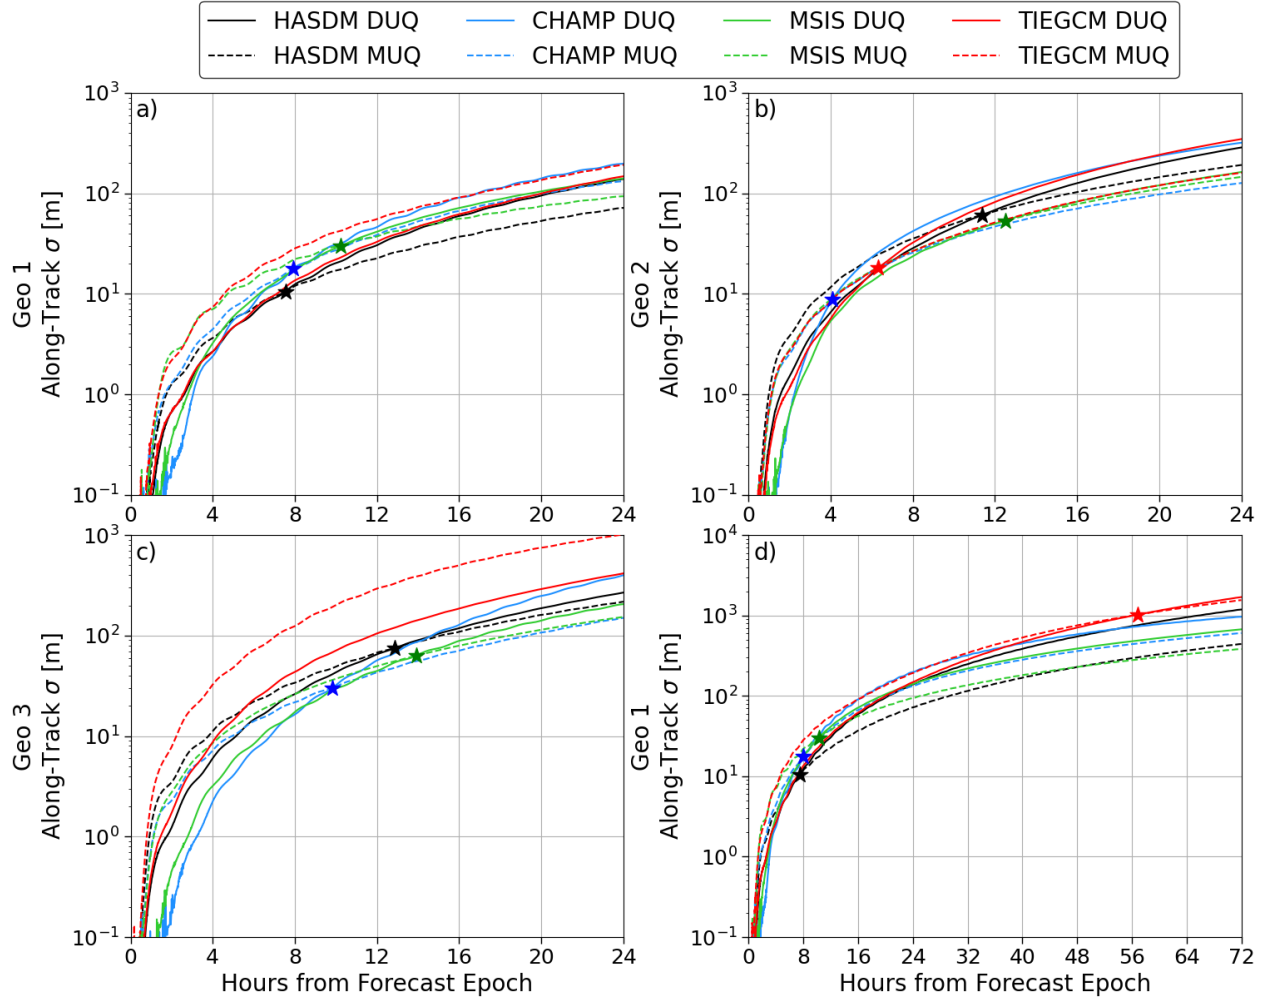 HASDM DUQ CHAMP DUQ MSIS DUQ TIEGCM DUQ
HASDM MUQ CHAMP MUQ MSIS MUQ TIEGCM MUQ
a)
10³
10²
10¹
10⁰
10⁻¹
0 4 8 12 16 20 24
Geo 1
Along-Track σ [m]
b)
10³
10²
10¹
10⁰
10⁻¹
0 4 8 12 16 20 24
Geo 2
Along-Track σ [m]
c)
10³
10²
10¹
10⁰
10⁻¹
0 4 8 12 16 20 24
Geo 3
Along-Track σ [m]
Hours from Forecast Epoch
d)
10⁴
10³
10²
10¹
10⁰
10⁻¹
0 8 16 24 32 40 48 56 64 72
Geo 1
Along-Track σ [m]
Hours from Forecast Epoch